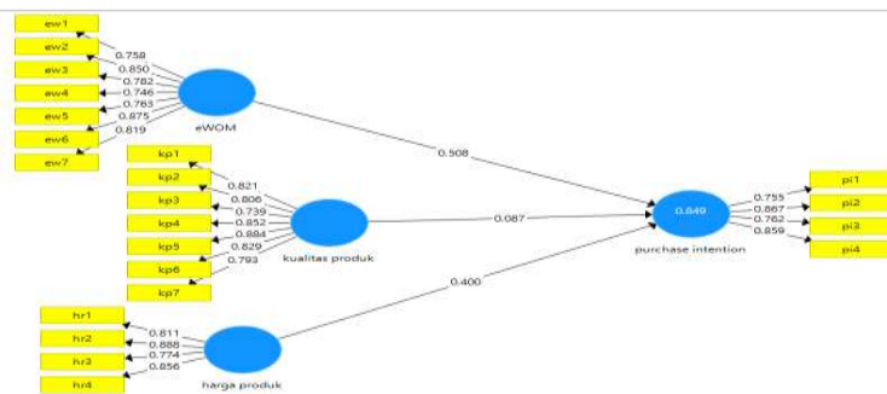 ew1
ew2
ew3
ew4
ew5
ew6
ew7
0.758
0.850
0.782
0.746
0.763
0.875
0.819
eWOM
kp1
kp2
kp3
kp4
kp5
kp6
kp7
0.821
0.806
0.739
0.852
0.884
0.829
0.793
kualitas produk
hr1
hr2
hr3
hr4
0.811
0.888
0.774
0.856
harga produk
0.508
0.087
0.400
0.849
purchase intention
0.755
0.867
0.762
0.859
pi1
pi2
pi3
pi4